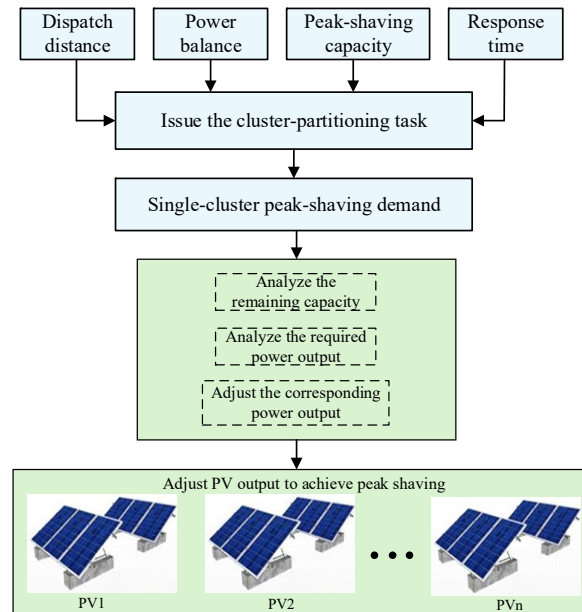 Dispatch
distance
Power
balance
Peak-shaving
capacity
Response
time
Issue the cluster-partitioning task
Single-cluster peak-shaving demand
Analyze the
remaining capacity
Analyze the required
power output
Adjust the corresponding
power output
Adjust PV output to achieve peak shaving
PV1
PV2
PVn